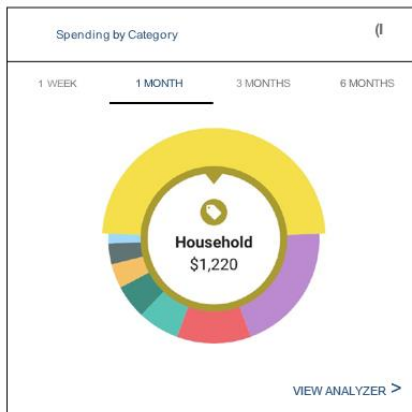 Spending by Category
1 WEEK 1 MONTH 3 MONTHS 6 MONTHS
Household
$1,220
VIEW ANALYZER >